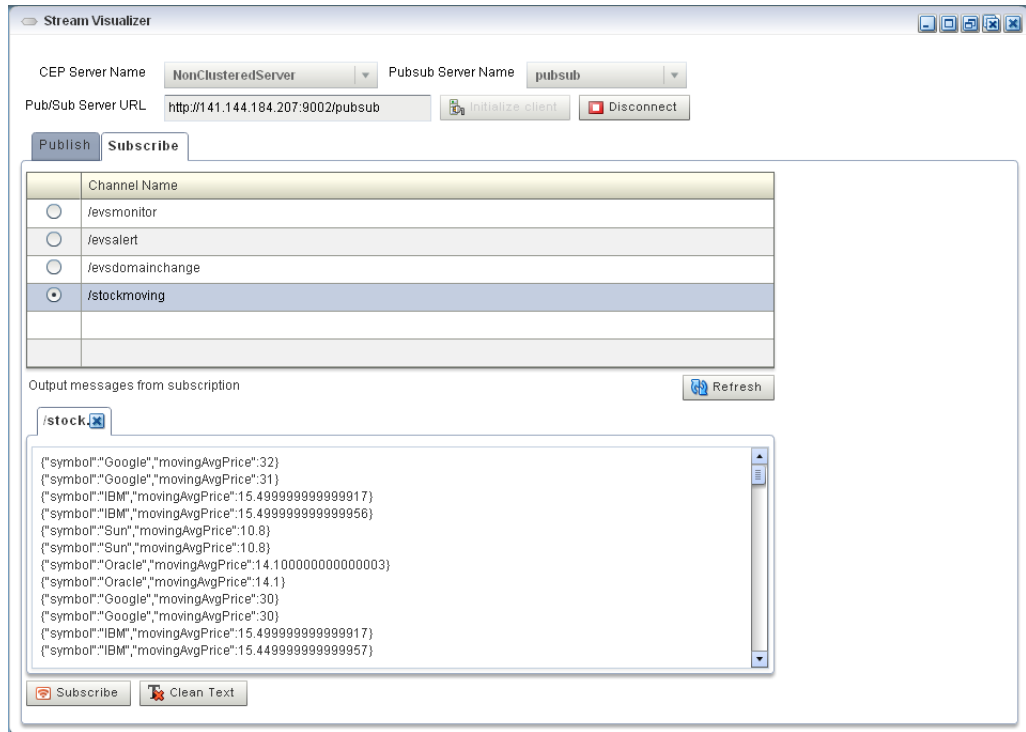 Stream Visualizer
CEP Server Name NonClusteredServer Pubsub Server Name pubsub
Pub/Sub Server URL http://141.144.184.207:9002/pubsub Initialize client Disconnect
Publish Subscribe
Channel Name
/evsmonitor
/evsalert
/evsdomainchange
/stockmoving
Output messages from subscription Refresh
/stock.
{"symbol":"Google","movingAvgPrice":32}
{"symbol":"Google","movingAvgPrice":31}
{"symbol":"IBM","movingAvgPrice":15.499999999999917}
{"symbol":"IBM","movingAvgPrice":15.499999999999956}
{"symbol":"Sun","movingAvgPrice":10.8}
{"symbol":"Sun","movingAvgPrice":10.8}
{"symbol":"Oracle","movingAvgPrice":14.100000000000003}
{"symbol":"Oracle","movingAvgPrice":14.1}
{"symbol":"Google","movingAvgPrice":30}
{"symbol":"Google","movingAvgPrice":30}
{"symbol":"IBM","movingAvgPrice":15.499999999999917}
{"symbol":"IBM","movingAvgPrice":15.449999999999957}
Subscribe Clean Text